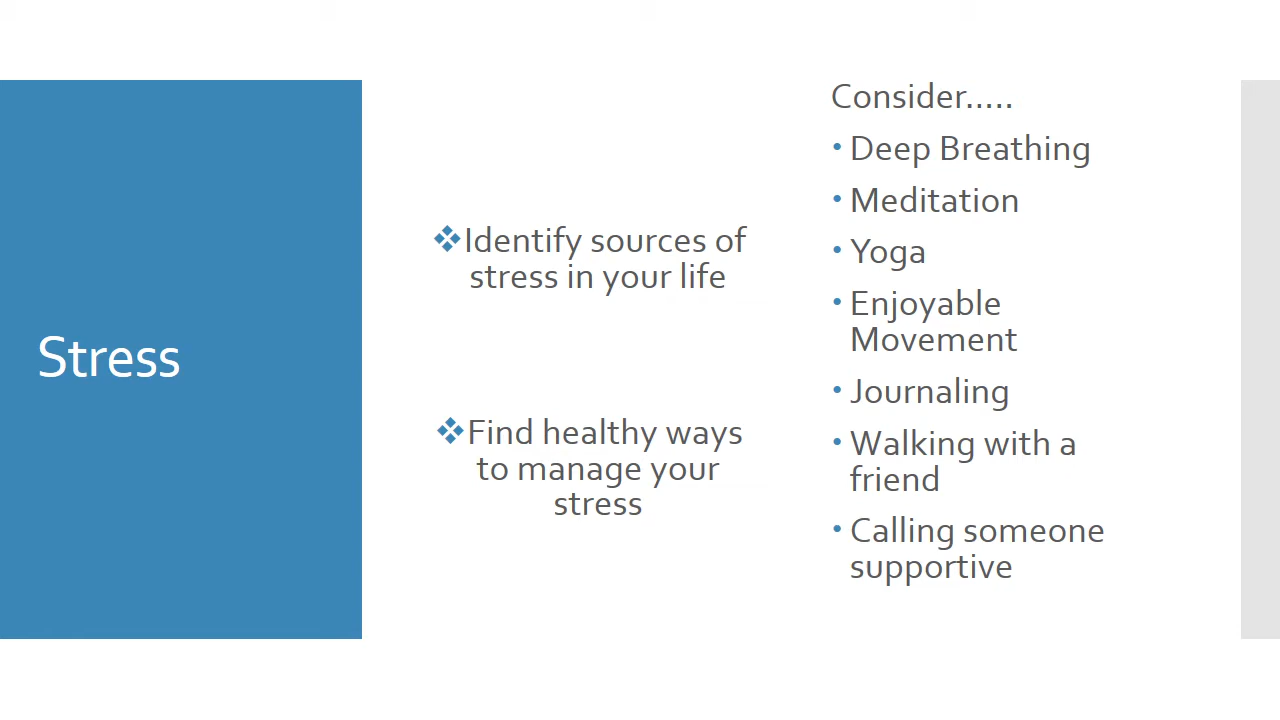 Stress
❖Identify sources of
stress in your life
❖Find healthy ways
to manage your
stress
Consider.....
• Deep Breathing
• Meditation
• Yoga
• Enjoyable
Movement
• Journaling
• Walking with a
friend
• Calling someone
supportive